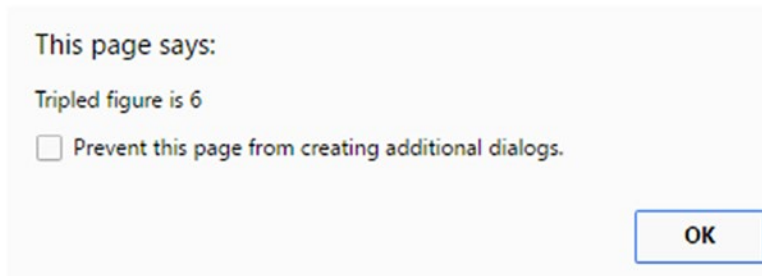 This page says:
Tripled figure is 6
Prevent this page from creating additional dialogs.
OK